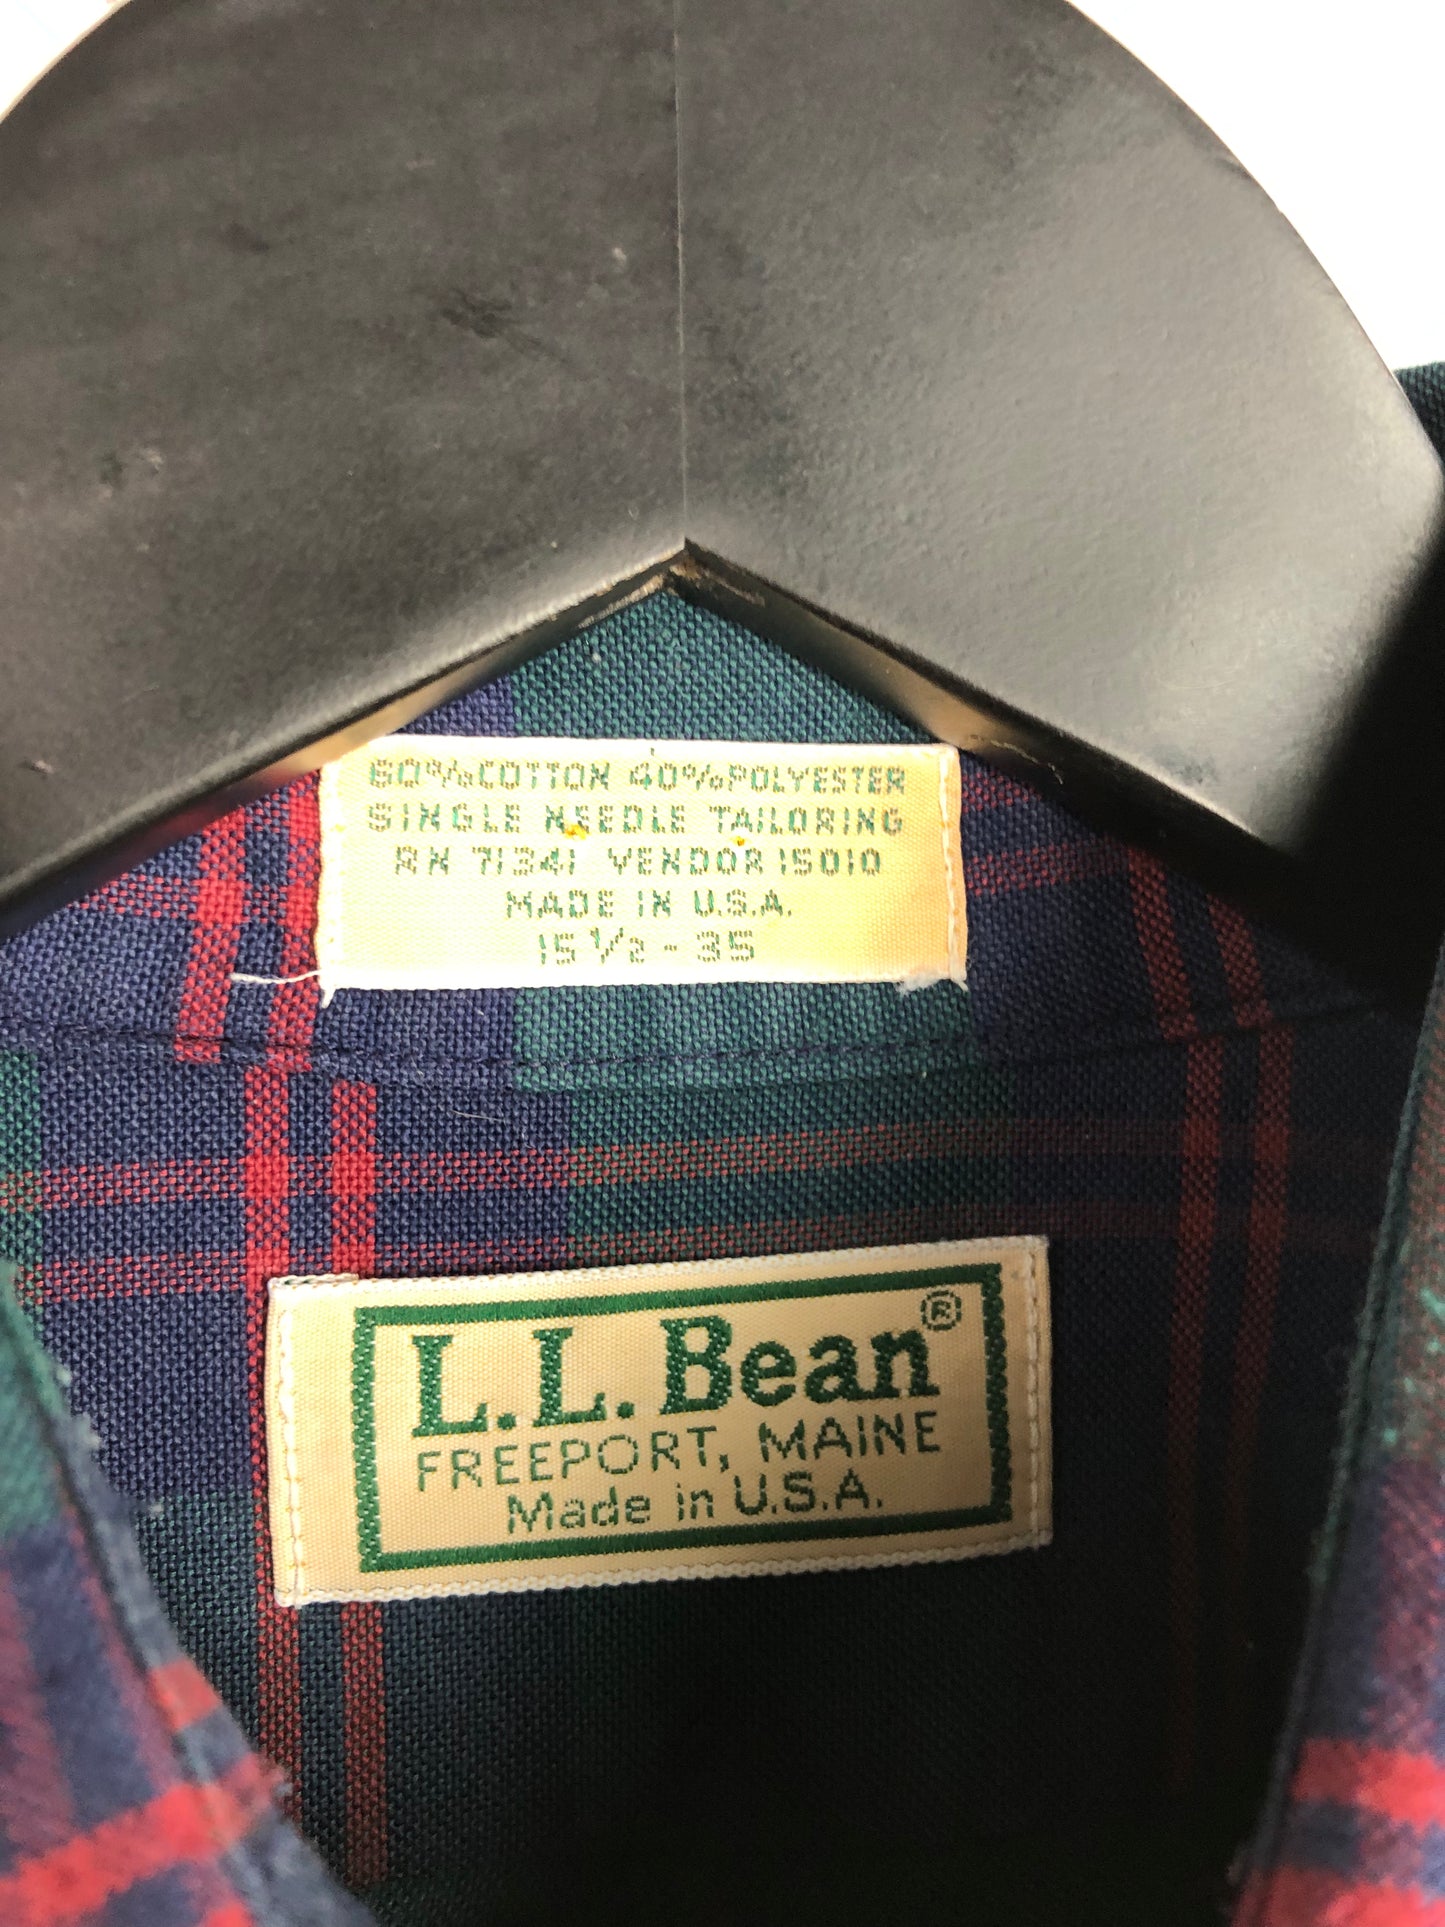 60% COTTON 40% POLYESTER
SINGLE NEEDLE TAILORING
RN 71341 VENDOR 15010
MADE IN U.S.A.
15 1/2 - 35
L.L.Bean®
FREEPORT, MAINE
Made in U.S.A.